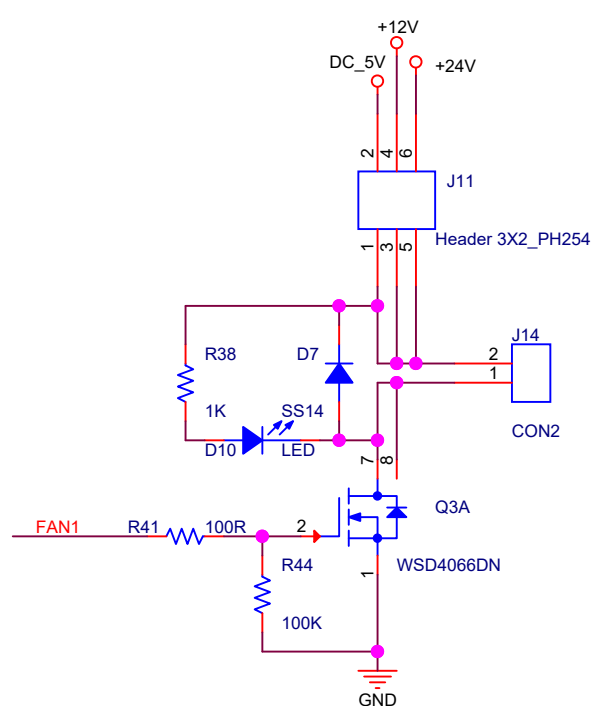 +12V
DC_5V
+24V
2 4 6
J11
Header 3X2_PH254
1 3 5
J14
R38
D7
2
1
1K
SS14
CON2
D10
LED
7 8
Q3A
FAN1
R41
100R
2
R44
1
WSD4066DN
100K
GND